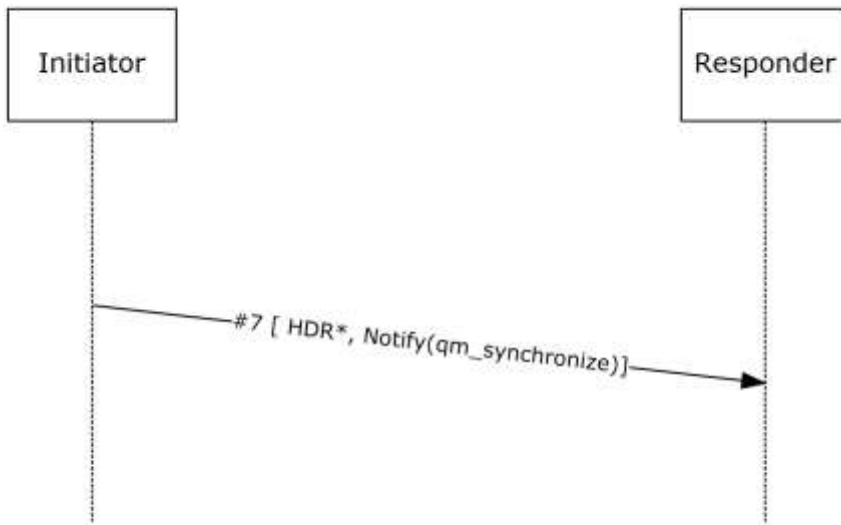 Initiator
Responder
#7 [ HDR*, Notify(qm_synchronize)]